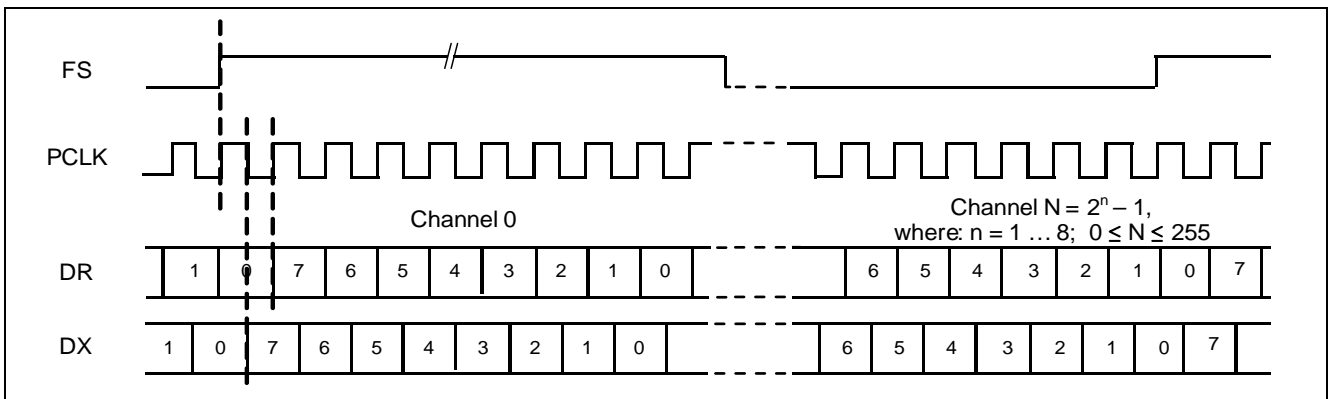 FS
PCLK
Channel 0
Channel N = 2ⁿ – 1,
where: n = 1 … 8; 0 ≤ N ≤ 255
DR 1 0 7 6 5 4 3 2 1 0 6 5 4 3 2 1 0 7
DX 1 0 7 6 5 4 3 2 1 0 6 5 4 3 2 1 0 7